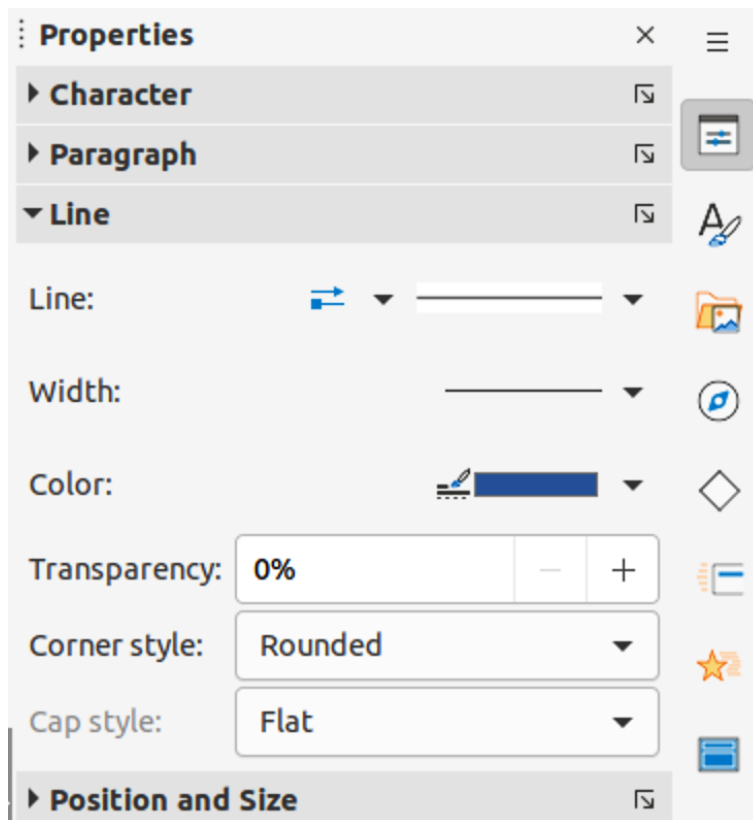 Properties
Character
Paragraph
Line
Line:
Width:
Color:
Transparency: 0%
Corner style: Rounded
Cap style: Flat
Position and Size